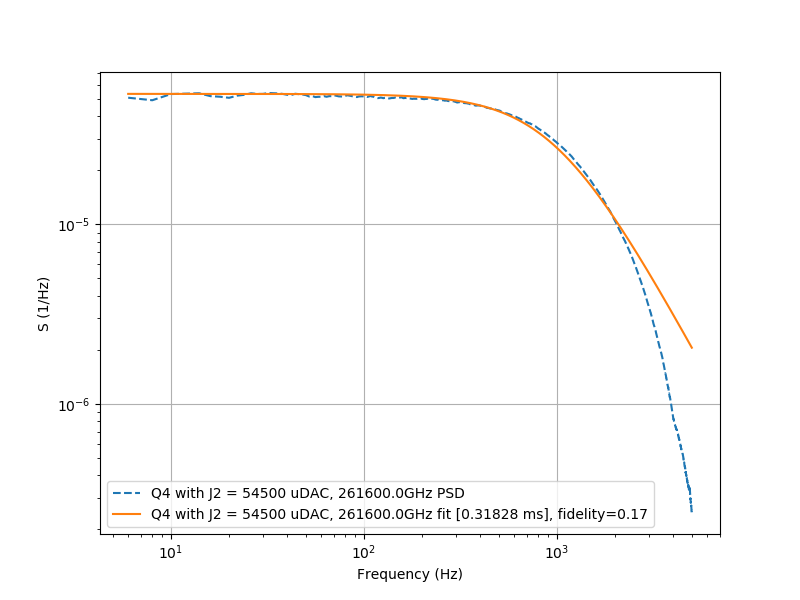 10⁻⁵
10⁻⁶
S (1/Hz)
Q4 with J2 = 54500 uDAC, 261600.0GHz PSD
Q4 with J2 = 54500 uDAC, 261600.0GHz fit [0.31828 ms], fidelity=0.17
10¹ 10² 10³
Frequency (Hz)